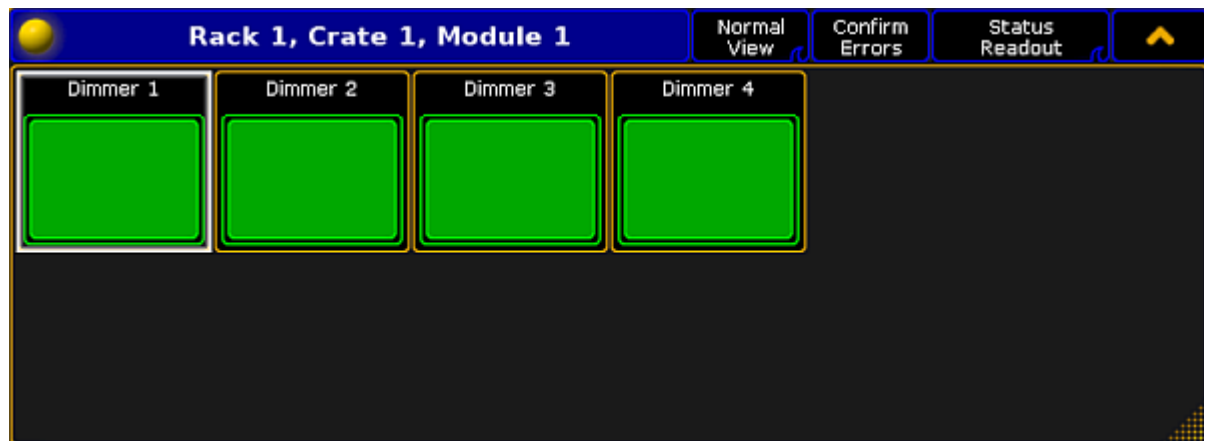 Rack 1, Crate 1, Module 1
Normal
View
Confirm
Errors
Status
Readout
Dimmer 1
Dimmer 2
Dimmer 3
Dimmer 4